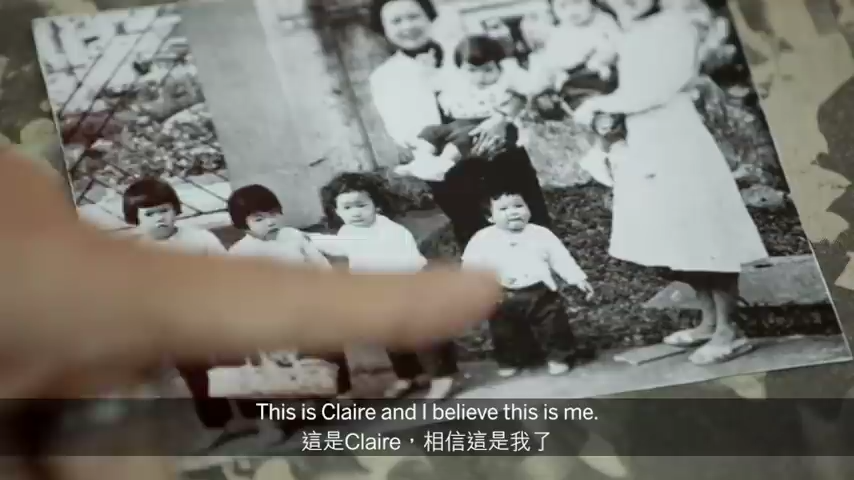 This is Claire and I believe this is me.
這是Claire，相信這是我了